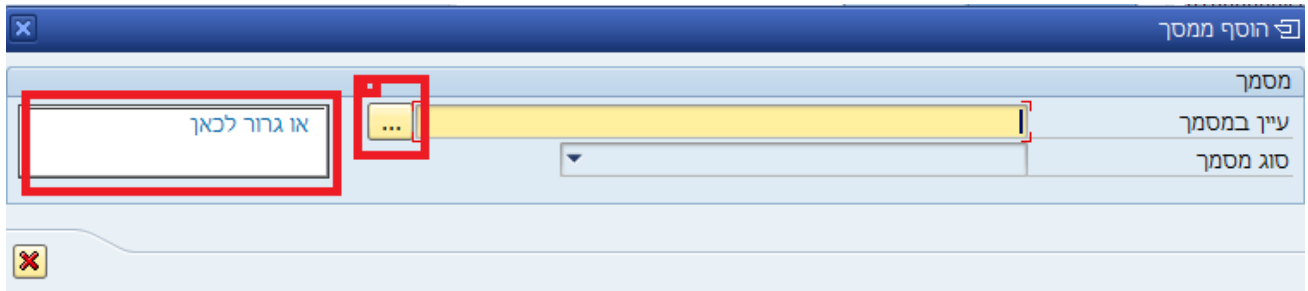 הוסף ממסך
מסמך
עיין במסמך
...
או גרור לכאן
סוג מסמך